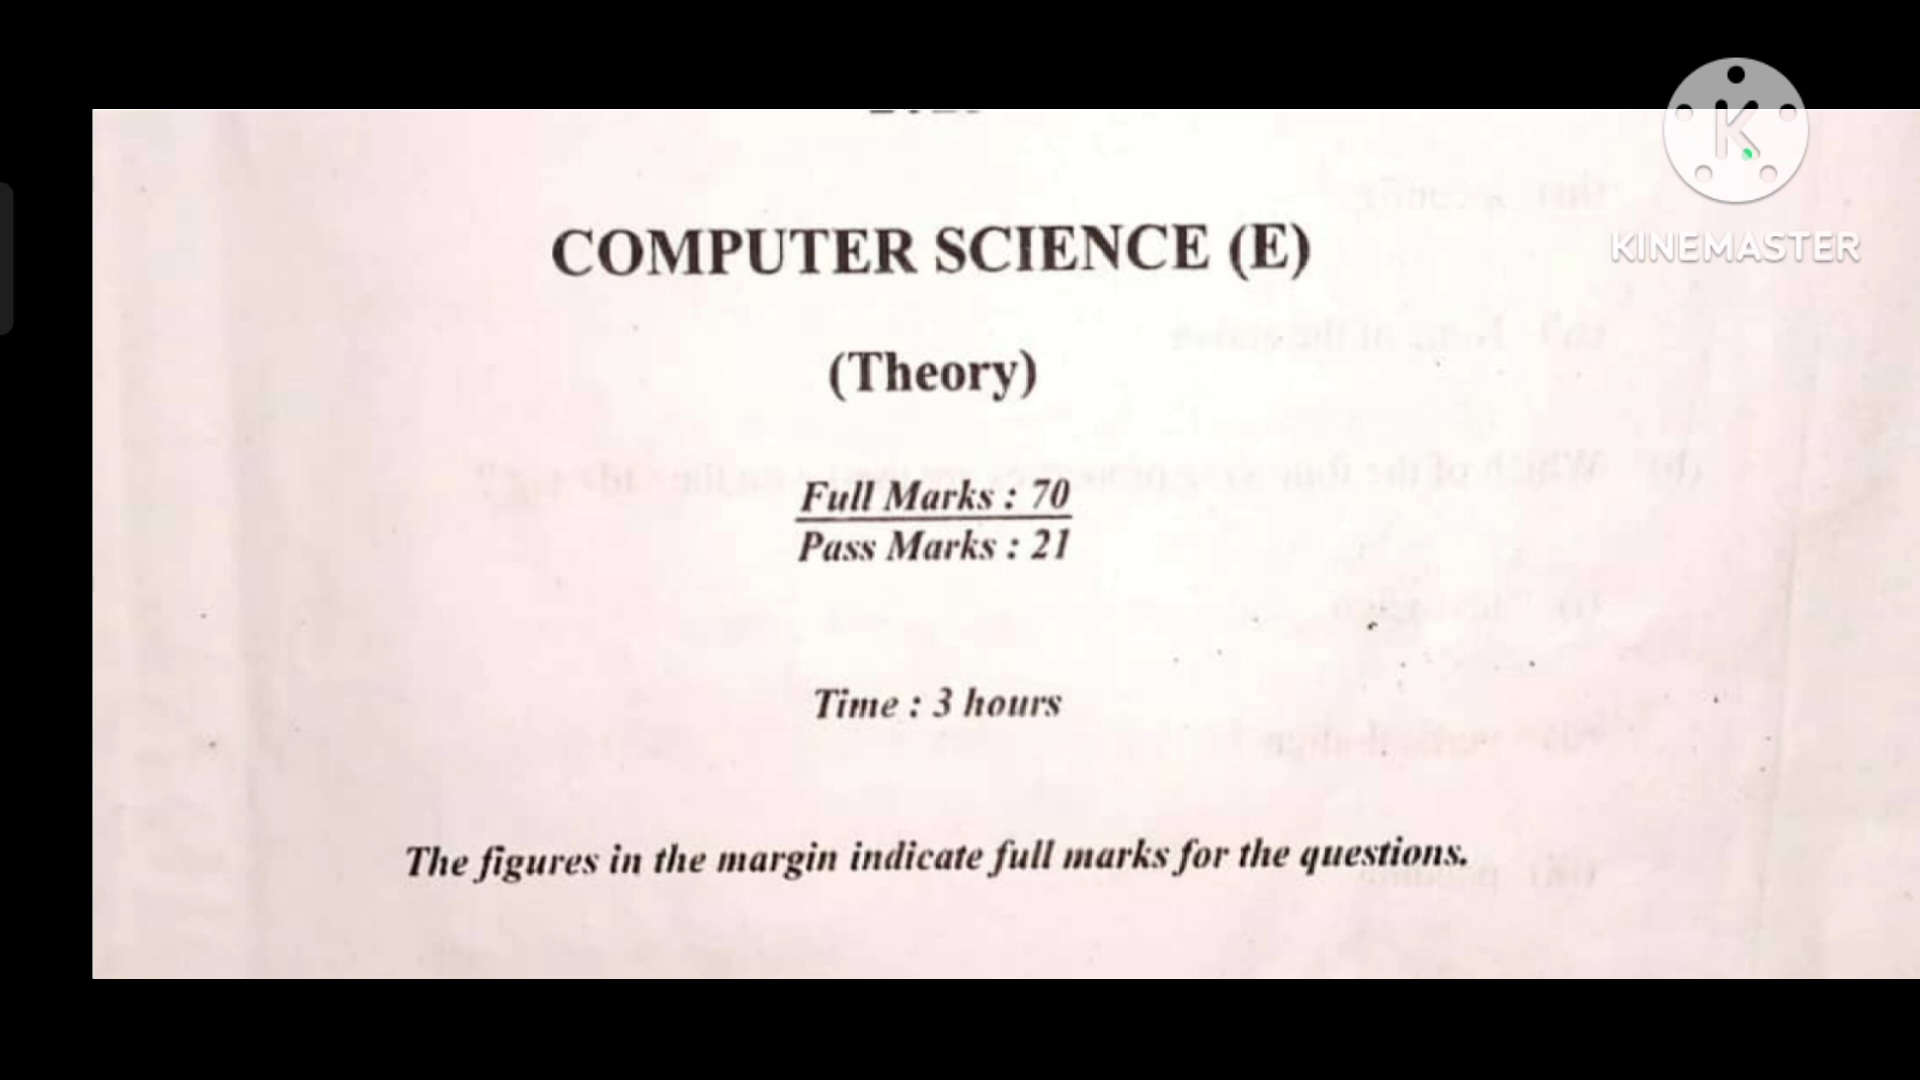 COMPUTER SCIENCE (E)
(Theory)
Full Marks : 70
Pass Marks : 21
Time : 3 hours
The figures in the margin indicate full marks for the questions.
KINEMASTER